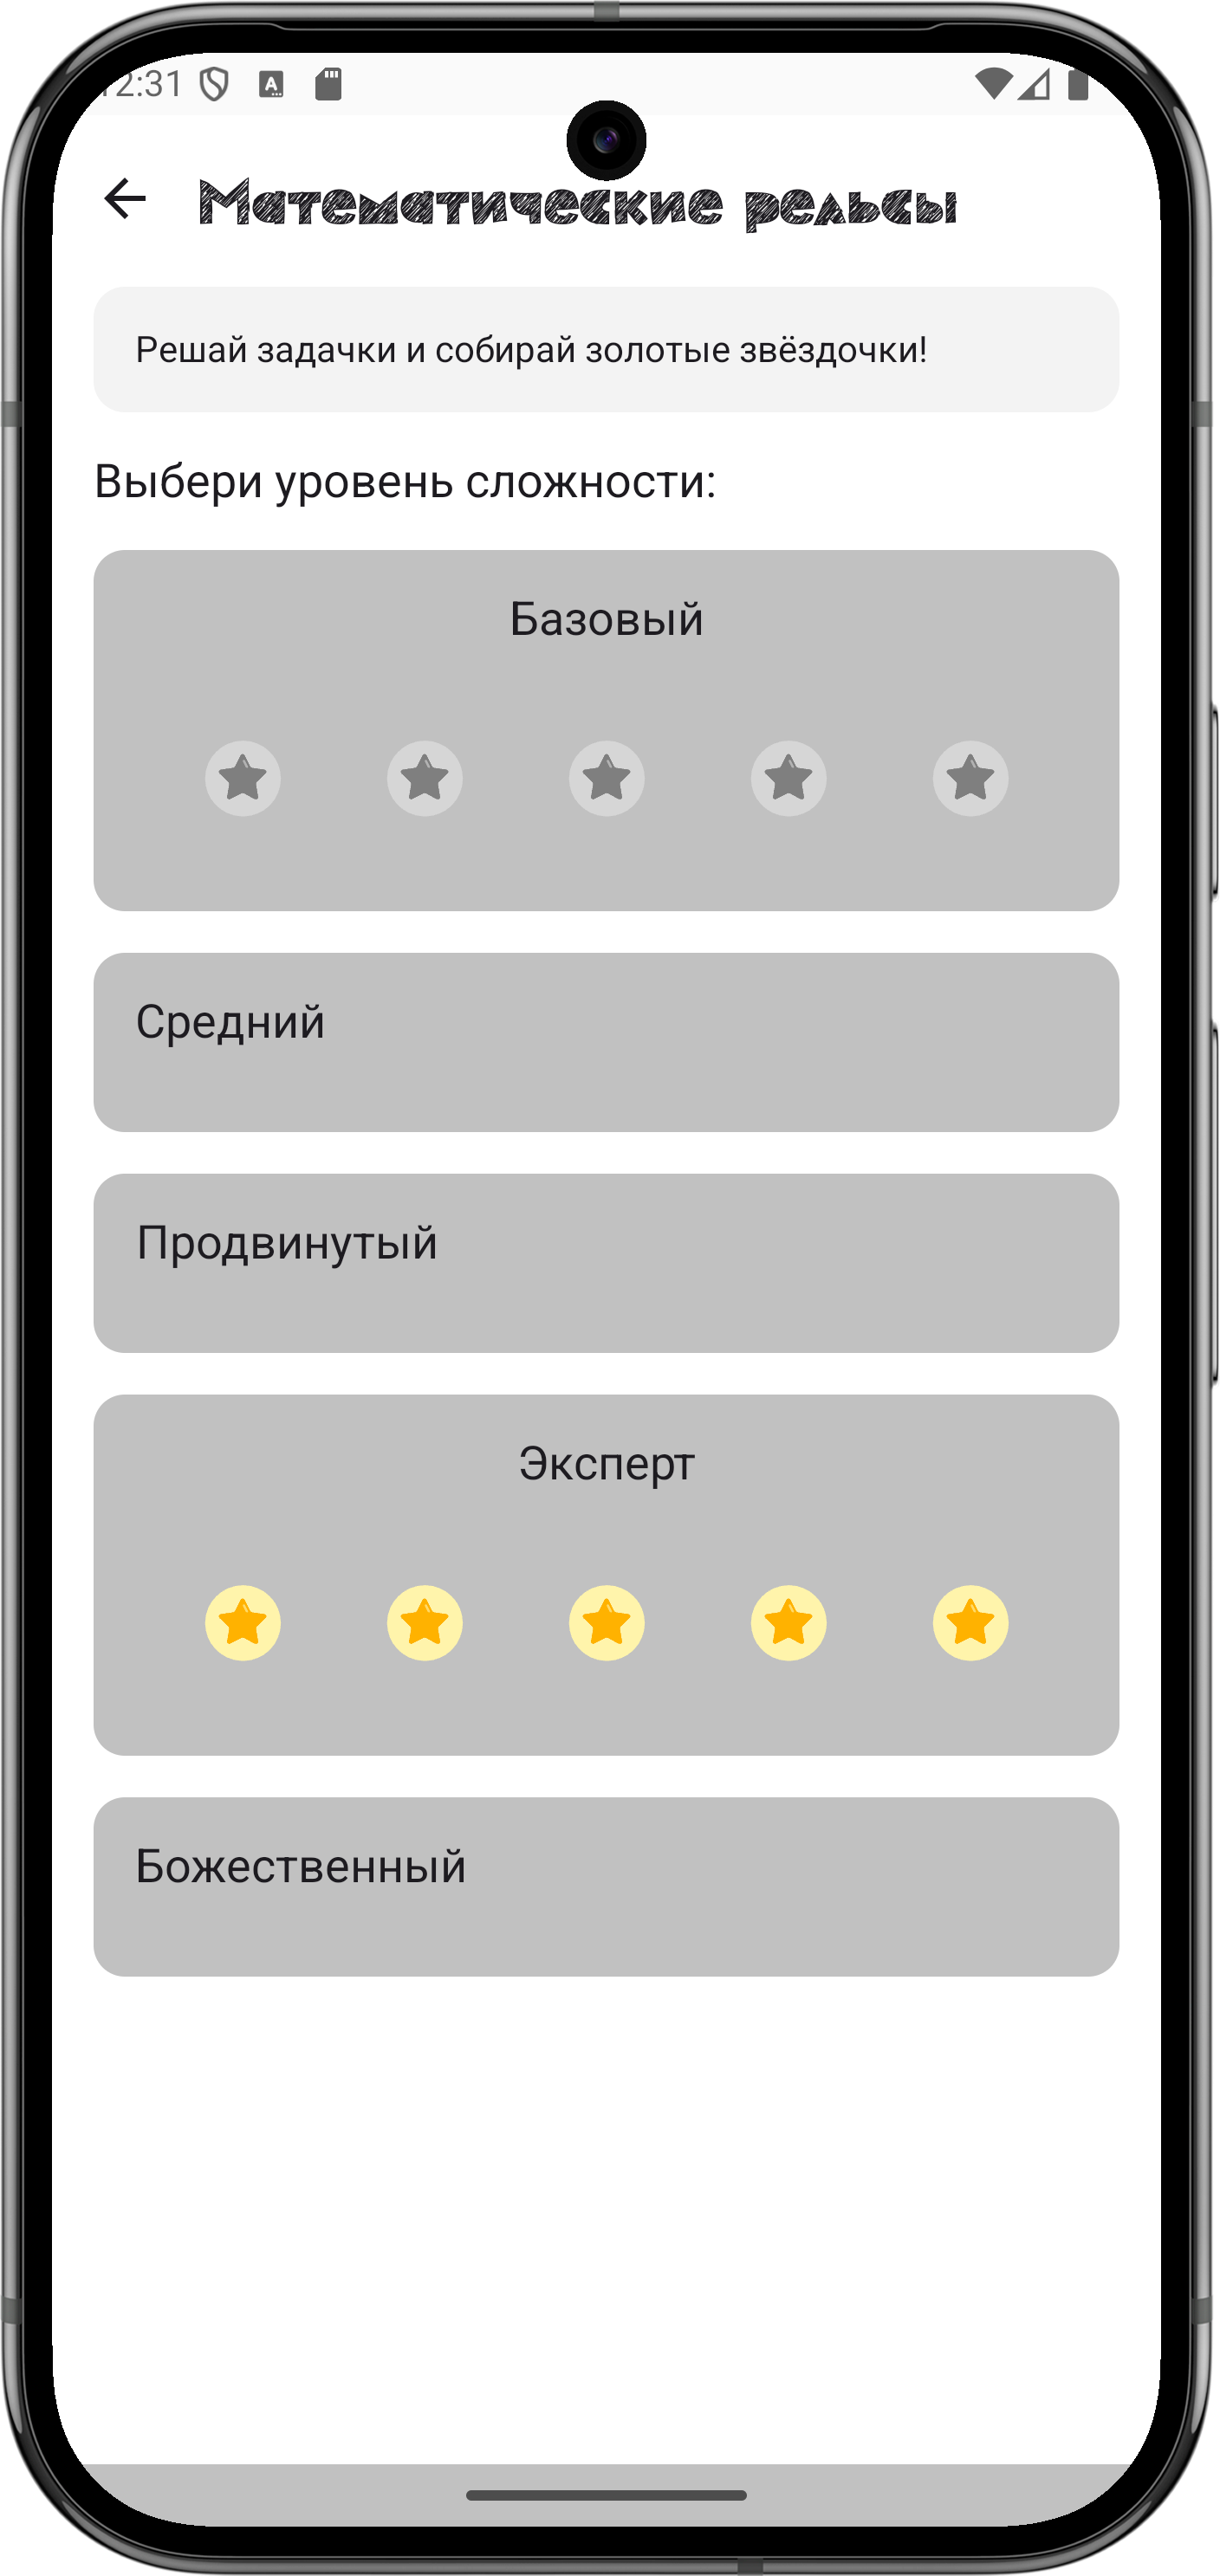 12:31
Математические рельсы
Решай задачки и собирай золотые звёздочки!
Выбери уровень сложности:
Базовый
Средний
Продвинутый
Эксперт
Божественный